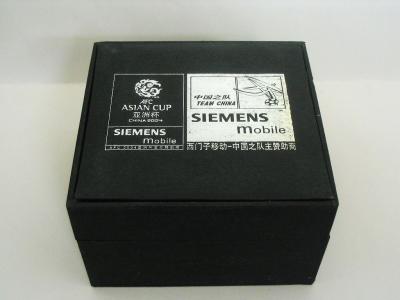 AFC
ASIAN CUP
亚洲杯
CHINA 2004
SIEMENS
mobile
中国之队
TEAM CHINA
SIEMENS
mobile
西门子移动-中国之队主赞助商